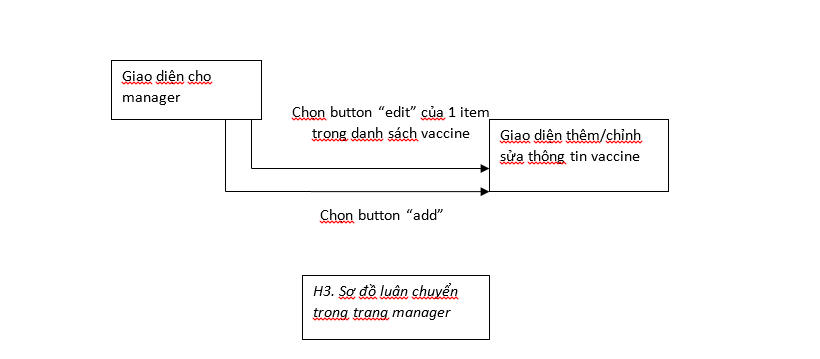 Giao diện cho
manager
Chọn button “edit” của 1 item
trong danh sách vaccine
Giao diện thêm/chỉnh
sửa thông tin vaccine
Chọn button “add”
H3. Sơ đồ luân chuyển
trong trang manager